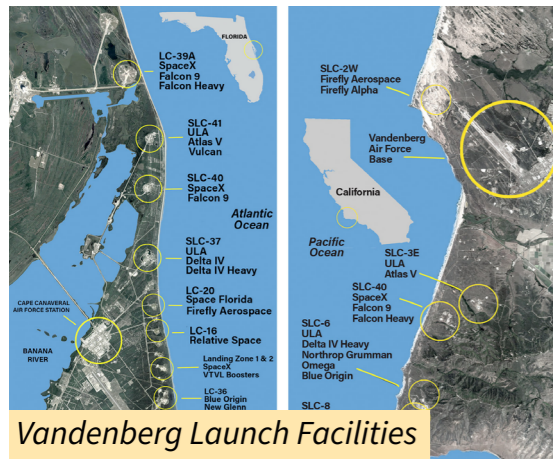 FLORIDA
LC-39A
SpaceX
Falcon 9
Falcon Heavy
SLC-41
ULA
Atlas V
Vulcan
SLC-40
SpaceX
Falcon 9
Atlantic
Ocean
SLC-37
ULA
Delta IV
Delta IV Heavy
LC-20
Space Florida
Firefly Aerospace
CAPE CANAVERAL
AIR FORCE STATION
LC-16
Relative Space
BANANA
RIVER
Landing Zone 1 & 2
SpaceX
VTVL Boosters
LC-36
Blue Origin
New Glenn
SLC-2W
Firefly Aerospace
Firefly Alpha
Vandenberg
Air Force
Base
California
Pacific
Ocean
SLC-3E
ULA
Atlas V
SLC-40
SpaceX
Falcon 9
Falcon Heavy
SLC-6
ULA
Delta IV Heavy
Northrop Grumman
Omega
Blue Origin
SLC-8
Vandenberg Launch Facilities